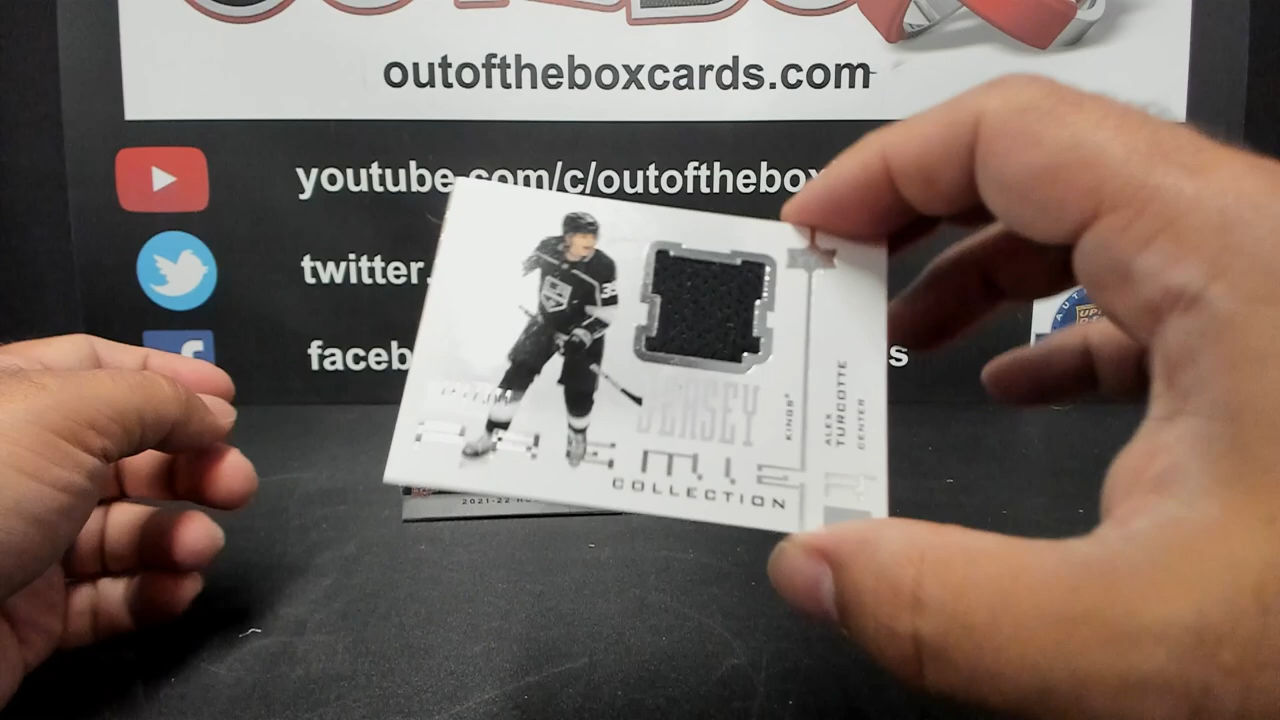 outoftheboxcards.com
youtube.com/c/outofthebox
twitter.
faceb
s
JERSEY
COLLECTION
KINGS
ALEX
TURCOTTE
CENTER
2021-22